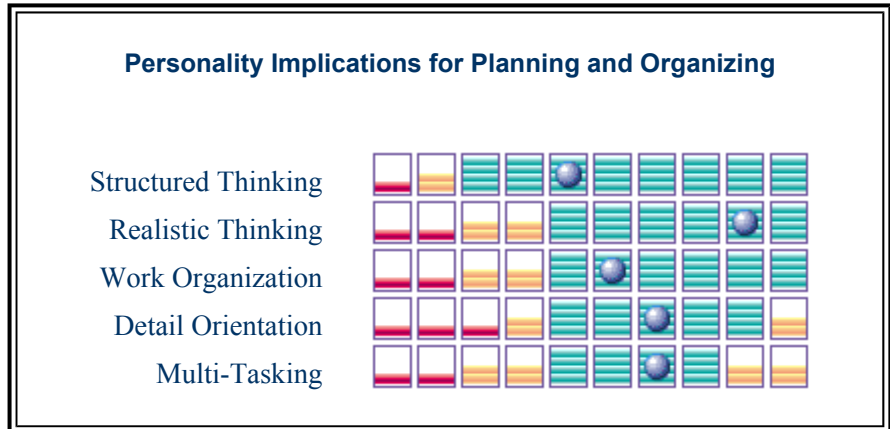 Personality Implications for Planning and Organizing
Structured Thinking
Realistic Thinking
Work Organization
Detail Orientation
Multi-Tasking